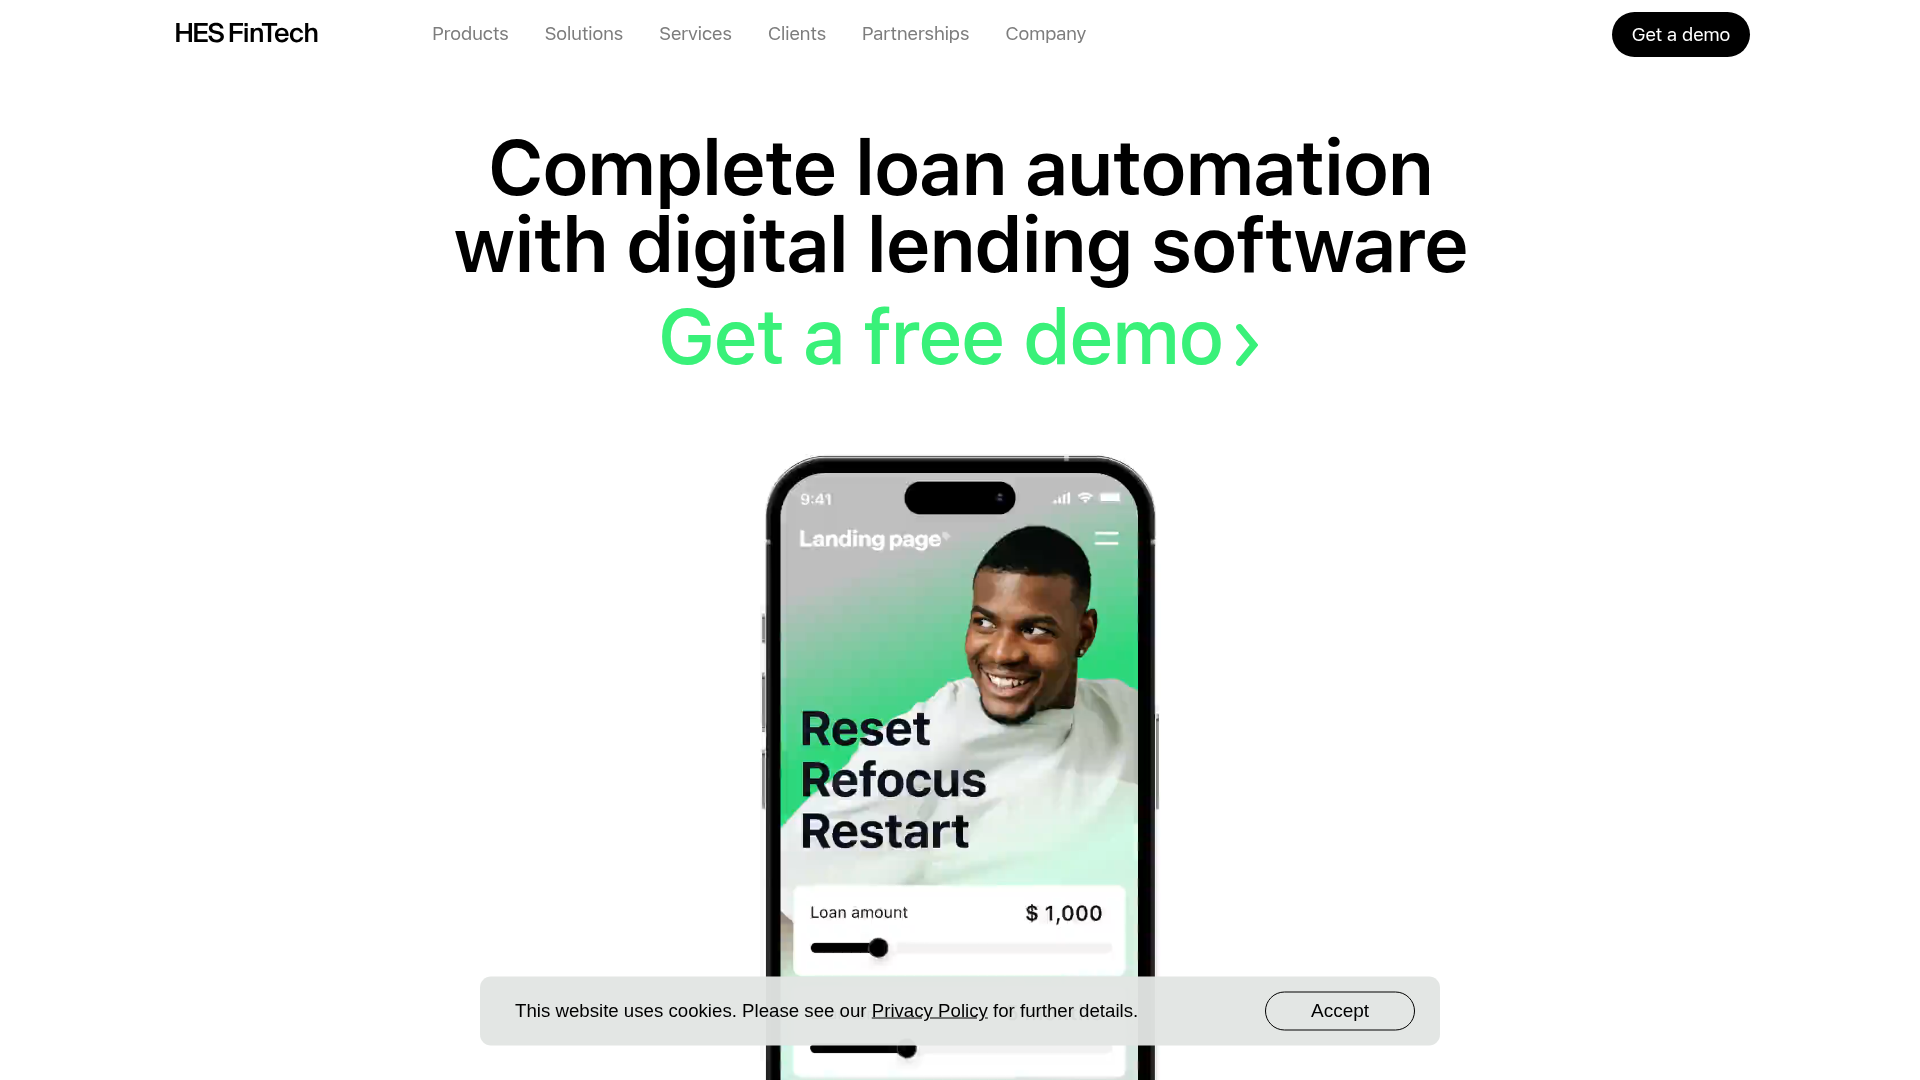 HES FinTech
Products
Solutions
Services
Clients
Partnerships
Company
Get a demo
Complete loan automation
with digital lending software
Get a free demo
9:41
Landing page
Reset
Refocus
Restart
Loan amount
$ 1,000
This website uses cookies. Please see our Privacy Policy for further details.
Accept